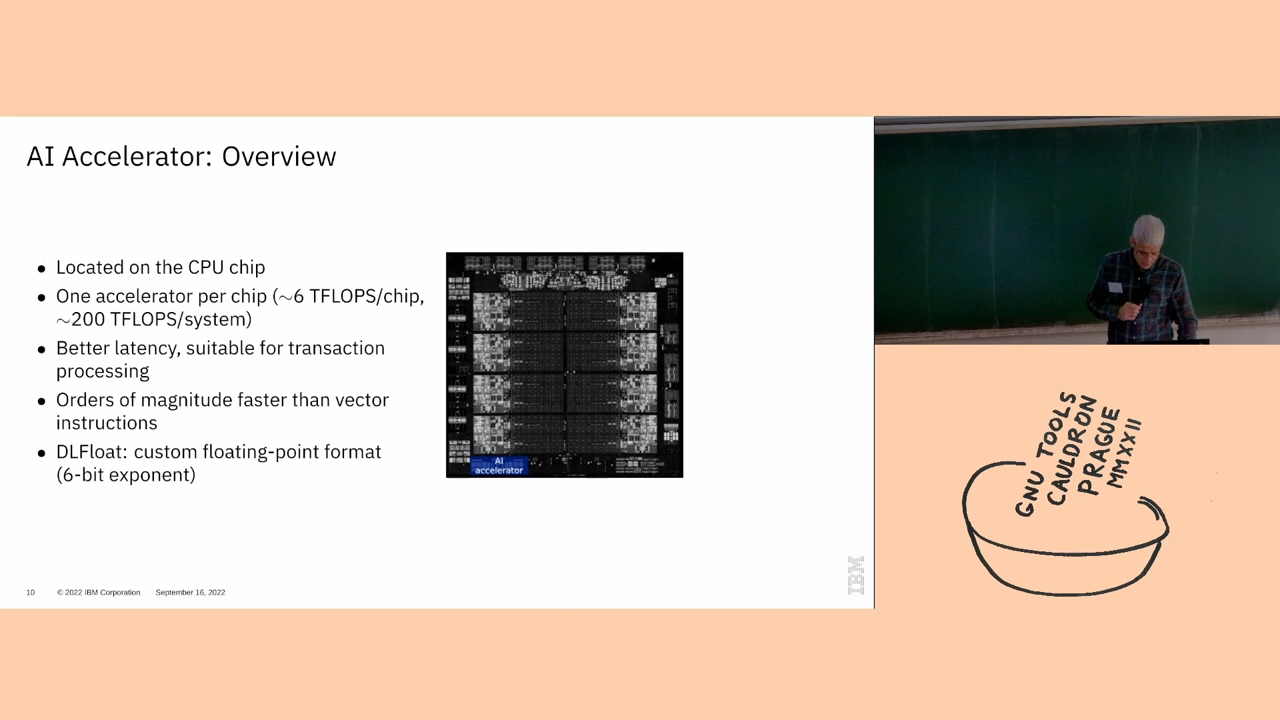 AI Accelerator: Overview
● Located on the CPU chip
● One accelerator per chip (∼6 TFLOPS/chip,
∼200 TFLOPS/system)
● Better latency, suitable for transaction
processing
● Orders of magnitude faster than vector
instructions
● DLFloat: custom floating-point format
(6-bit exponent)
AI
accelerator
10 © 2022 IBM Corporation September 16, 2022
IBM
GNU TOOLS
CAULDRON
PRAGUE
MMXXII